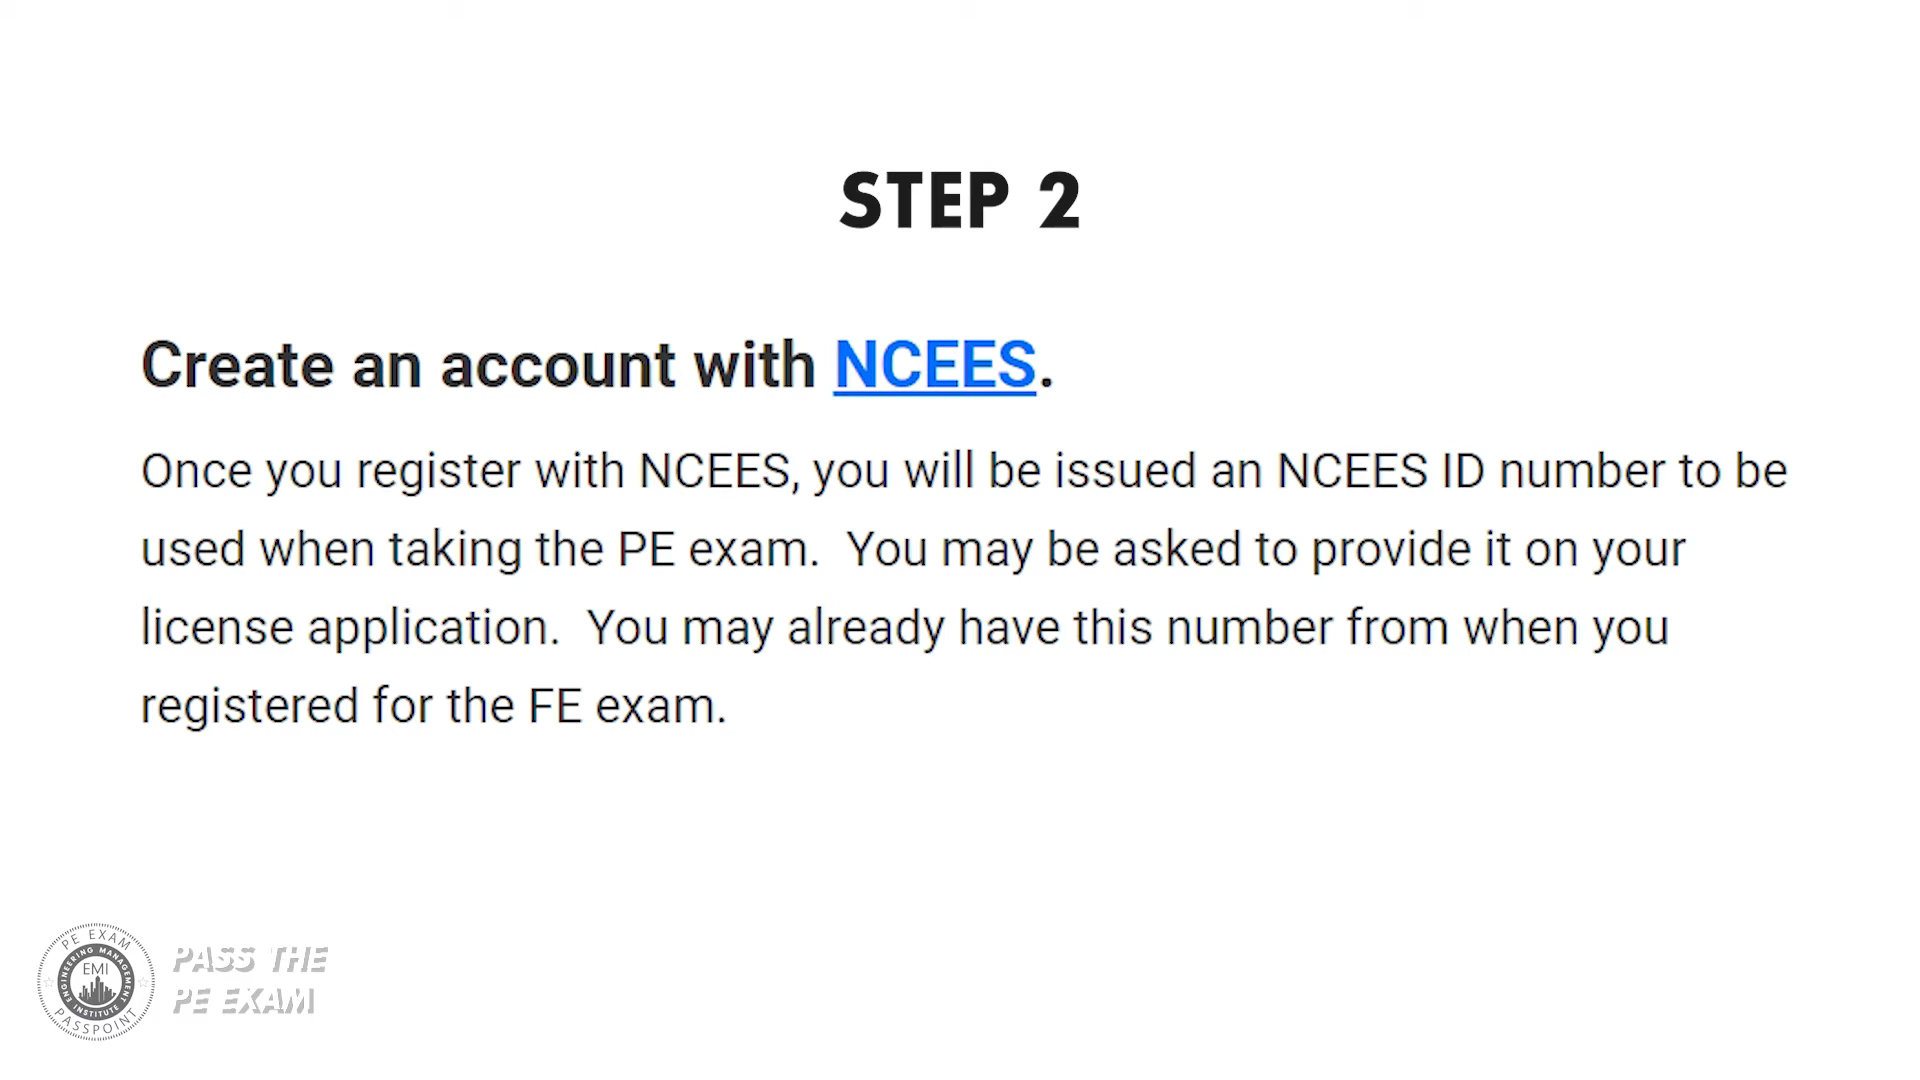 STEP 2
Create an account with NCEES.
Once you register with NCEES, you will be issued an NCEES ID number to be
used when taking the PE exam.  You may be asked to provide it on your
license application.  You may already have this number from when you
registered for the FE exam.
PE EXAM
ENGINEERING MANAGEMENT
EMI
INSTITUTE
PASSPOINT
PASS THE
PE EXAM